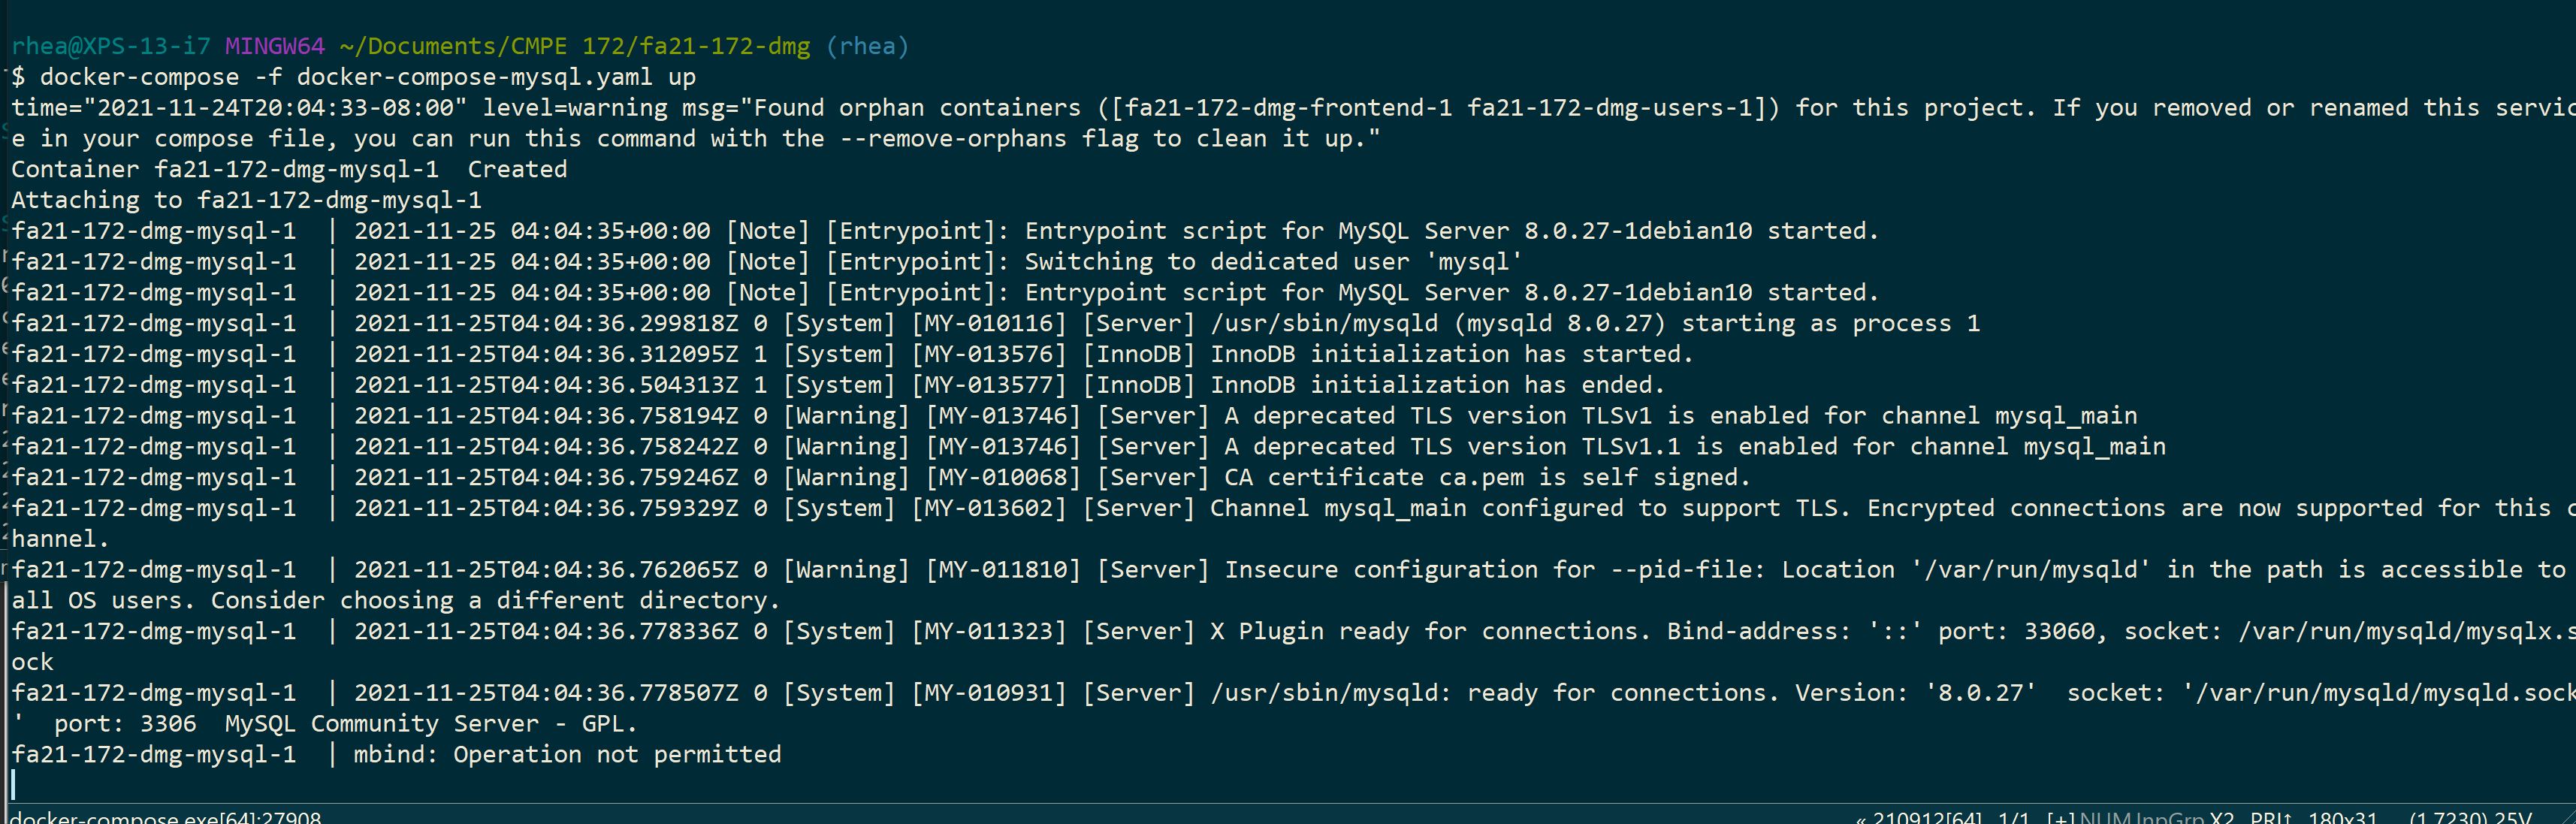 rhea@XPS-13-i7 MINGW64 ~/Documents/CMPE 172/fa21-172-dmg (rhea)
$ docker-compose -f docker-compose-mysql.yaml up
time="2021-11-24T20:04:33-08:00" level=warning msg="Found orphan containers ([fa21-172-dmg-frontend-1 fa21-172-dmg-users-1]) for this project. If you removed or renamed this servic
e in your compose file, you can run this command with the --remove-orphans flag to clean it up."
Container fa21-172-dmg-mysql-1  Created
Attaching to fa21-172-dmg-mysql-1
fa21-172-dmg-mysql-1  | 2021-11-25 04:04:35+00:00 [Note] [Entrypoint]: Entrypoint script for MySQL Server 8.0.27-1debian10 started.
fa21-172-dmg-mysql-1  | 2021-11-25 04:04:35+00:00 [Note] [Entrypoint]: Switching to dedicated user 'mysql'
fa21-172-dmg-mysql-1  | 2021-11-25 04:04:35+00:00 [Note] [Entrypoint]: Entrypoint script for MySQL Server 8.0.27-1debian10 started.
fa21-172-dmg-mysql-1  | 2021-11-25T04:04:36.299818Z 0 [System] [MY-010116] [Server] /usr/sbin/mysqld (mysqld 8.0.27) starting as process 1
fa21-172-dmg-mysql-1  | 2021-11-25T04:04:36.312095Z 1 [System] [MY-013576] [InnoDB] InnoDB initialization has started.
fa21-172-dmg-mysql-1  | 2021-11-25T04:04:36.504313Z 1 [System] [MY-013577] [InnoDB] InnoDB initialization has ended.
fa21-172-dmg-mysql-1  | 2021-11-25T04:04:36.758194Z 0 [Warning] [MY-013746] [Server] A deprecated TLS version TLSv1 is enabled for channel mysql_main
fa21-172-dmg-mysql-1  | 2021-11-25T04:04:36.758242Z 0 [Warning] [MY-013746] [Server] A deprecated TLS version TLSv1.1 is enabled for channel mysql_main
fa21-172-dmg-mysql-1  | 2021-11-25T04:04:36.759246Z 0 [Warning] [MY-010068] [Server] CA certificate ca.pem is self signed.
fa21-172-dmg-mysql-1  | 2021-11-25T04:04:36.759329Z 0 [System] [MY-013602] [Server] Channel mysql_main configured to support TLS. Encrypted connections are now supported for this c
hannel.
fa21-172-dmg-mysql-1  | 2021-11-25T04:04:36.762065Z 0 [Warning] [MY-011810] [Server] Insecure configuration for --pid-file: Location '/var/run/mysqld' in the path is accessible to
all OS users. Consider choosing a different directory.
fa21-172-dmg-mysql-1  | 2021-11-25T04:04:36.778336Z 0 [System] [MY-011323] [Server] X Plugin ready for connections. Bind-address: '::' port: 33060, socket: /var/run/mysqld/mysqlx.s
ock
fa21-172-dmg-mysql-1  | 2021-11-25T04:04:36.778507Z 0 [System] [MY-010931] [Server] /usr/sbin/mysqld: ready for connections. Version: '8.0.27'  socket: '/var/run/mysqld/mysqld.sock
'  port: 3306  MySQL Community Server - GPL.
fa21-172-dmg-mysql-1  | mbind: Operation not permitted
docker-compose.exe[64]:27908 « 210912[64] 1/1 [+] NUM InpGrp X2 PRI↑ 180x31 (1,7230) 25V